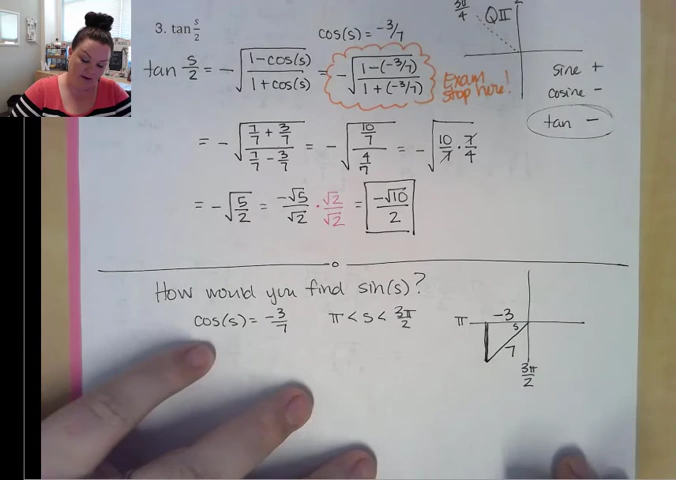 3. tan s/2
cos(s) = -3/7
3π/4 QII
tan s/2 = -√((1-cos(s))/(1+cos(s))) = -√((1-(-3/7))/(1+(-3/7)))
Exam stop here!
sine +
cosine -
tan -
= -√((7/7 + 3/7)/(7/7 - 3/7)) = -√((10/7)/(4/7)) = -√(10/7 · 7/4)
= -√(5/2) = -√5/√2 · √2/√2 = -√10/2
How would you find sin(s)?
cos(s) = -3/7 π < s < 3π/2
π -3 s
7
3π/2